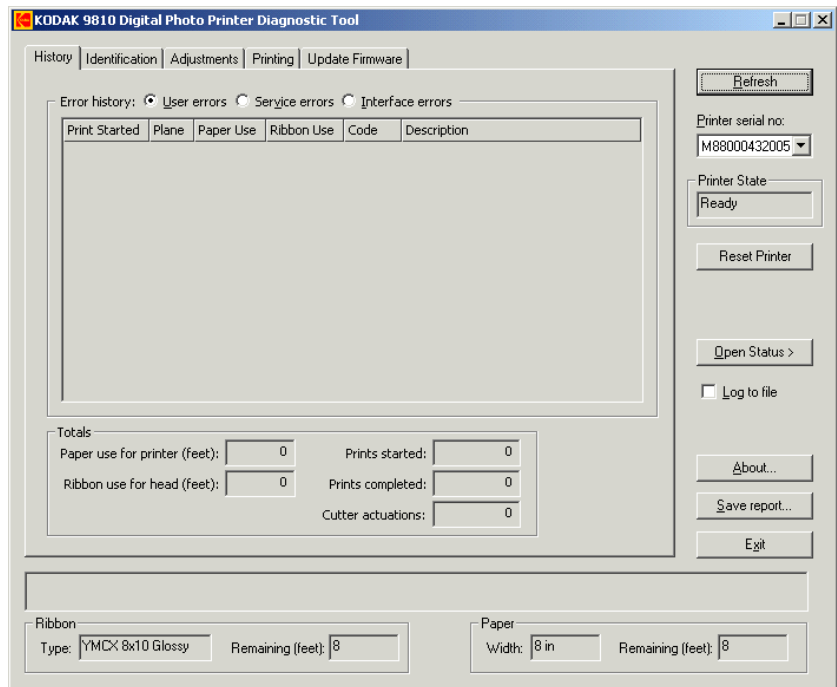 KODAK 9810 Digital Photo Printer Diagnostic Tool
History Identification Adjustments Printing Update Firmware
Error history: User errors Service errors Interface errors
Print Started Plane Paper Use Ribbon Use Code Description
Totals
Paper use for printer (feet): 0 Prints started: 0
Ribbon use for head (feet): 0 Prints completed: 0
Cutter actuations: 0
Refresh
Printer serial no:
M88000432005
Printer State
Ready
Reset Printer
Open Status >
Log to file
About...
Save report...
Exit
Ribbon
Type: YMCX 8x10 Glossy Remaining (feet): 8
Paper
Width: 8 in Remaining (feet): 8